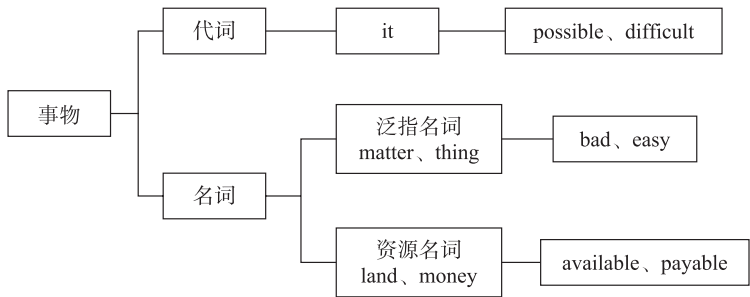 代词
it
possible、difficult
事物
泛指名词
matter、thing
bad、easy
名词
资源名词
land、money
available、payable